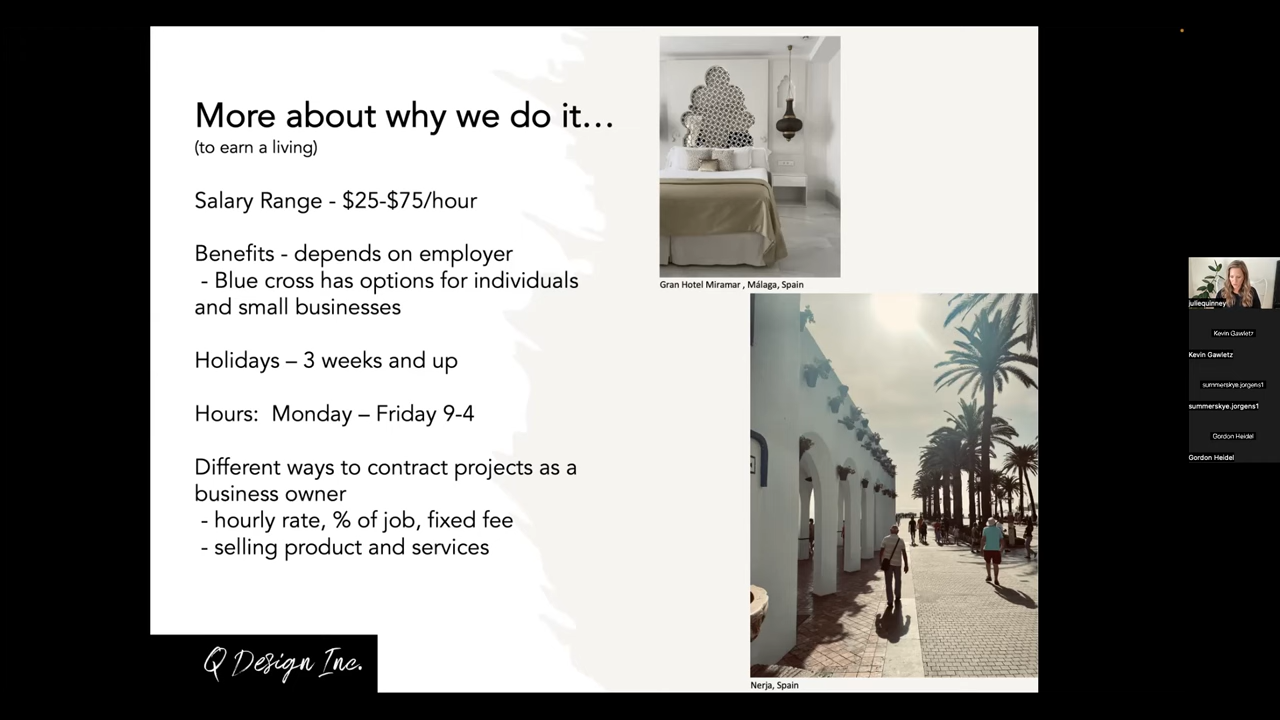 More about why we do it…
(to earn a living)
Salary Range - $25-$75/hour
Benefits - depends on employer
- Blue cross has options for individuals
and small businesses
Holidays – 3 weeks and up
Hours:  Monday – Friday 9-4
Different ways to contract projects as a
business owner
- hourly rate, % of job, fixed fee
- selling product and services
Q Design Inc.
Gran Hotel Miramar , Málaga, Spain
Nerja, Spain
juliequinney
Kevin Gawletz
Kevin Gawletz
summerskye.jorgens1
summerskye.jorgens1
Gordon Heidel
Gordon Heidel